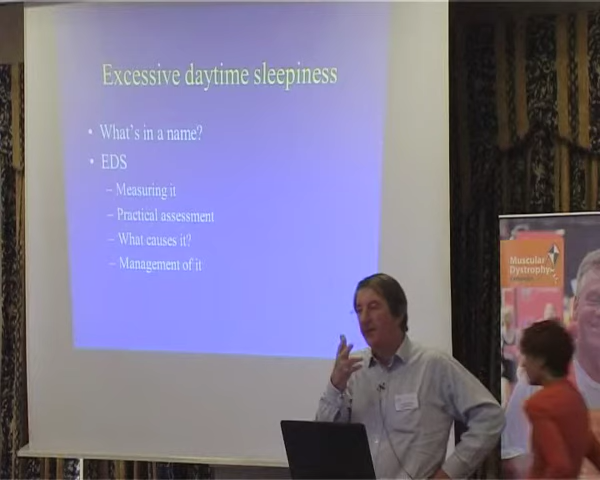 Excessive daytime sleepiness
• What's in a name?
• EDS
– Measuring it
– Practical assessment
– What causes it?
– Management of it
Muscular
Dystrophy